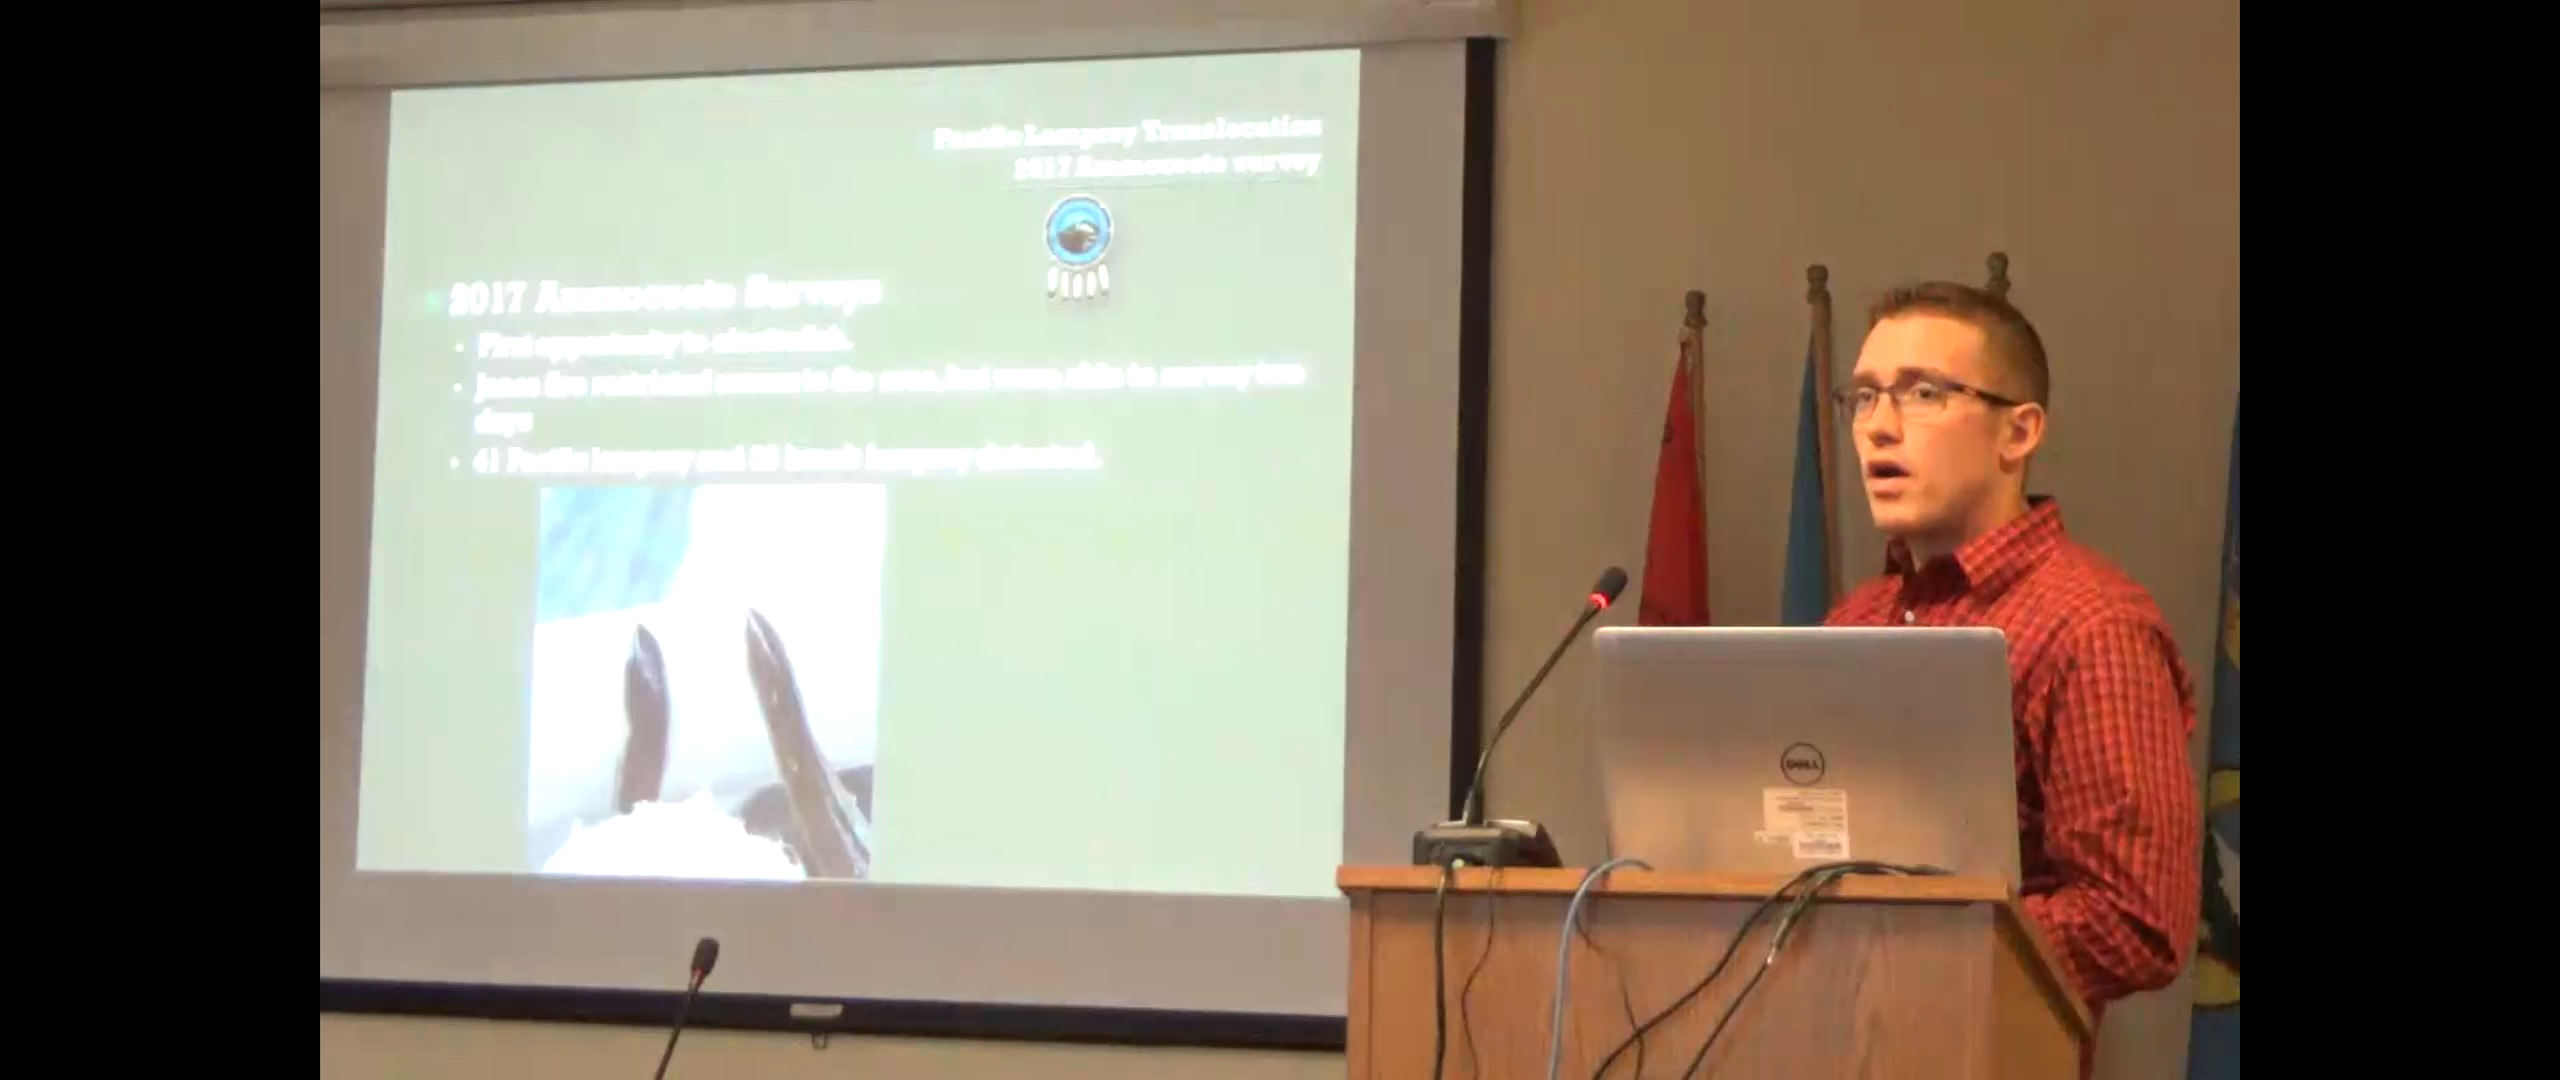 Pacific Lamprey Translocation
2017 Ammocoete survey
2017 Ammocoete Surveys
First opportunity to electrofish.
Jones fire restricted access to the area, but were able to survey two
days
41 Pacific lamprey and brook lamprey detected.
DELL